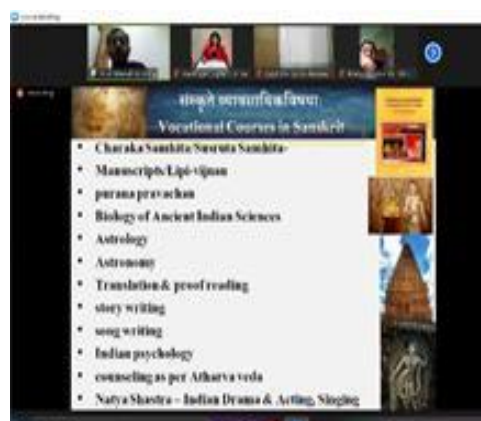 संस्कृते व्यावसायिकविषयाः
Vocational Courses in Sanskrit
• Charaka Samhita/Susruta Samhita-
• Manuscripts/Lipi-vijnan
• purana pravachan
• Biology of Ancient Indian Sciences
• Astrology
• Astronomy
• Translation & proof reading
• story writing
• song writing
• Indian psychology
• counseling as per Atharva veda
• Natya Shastra – Indian Drama & Acting, Singing